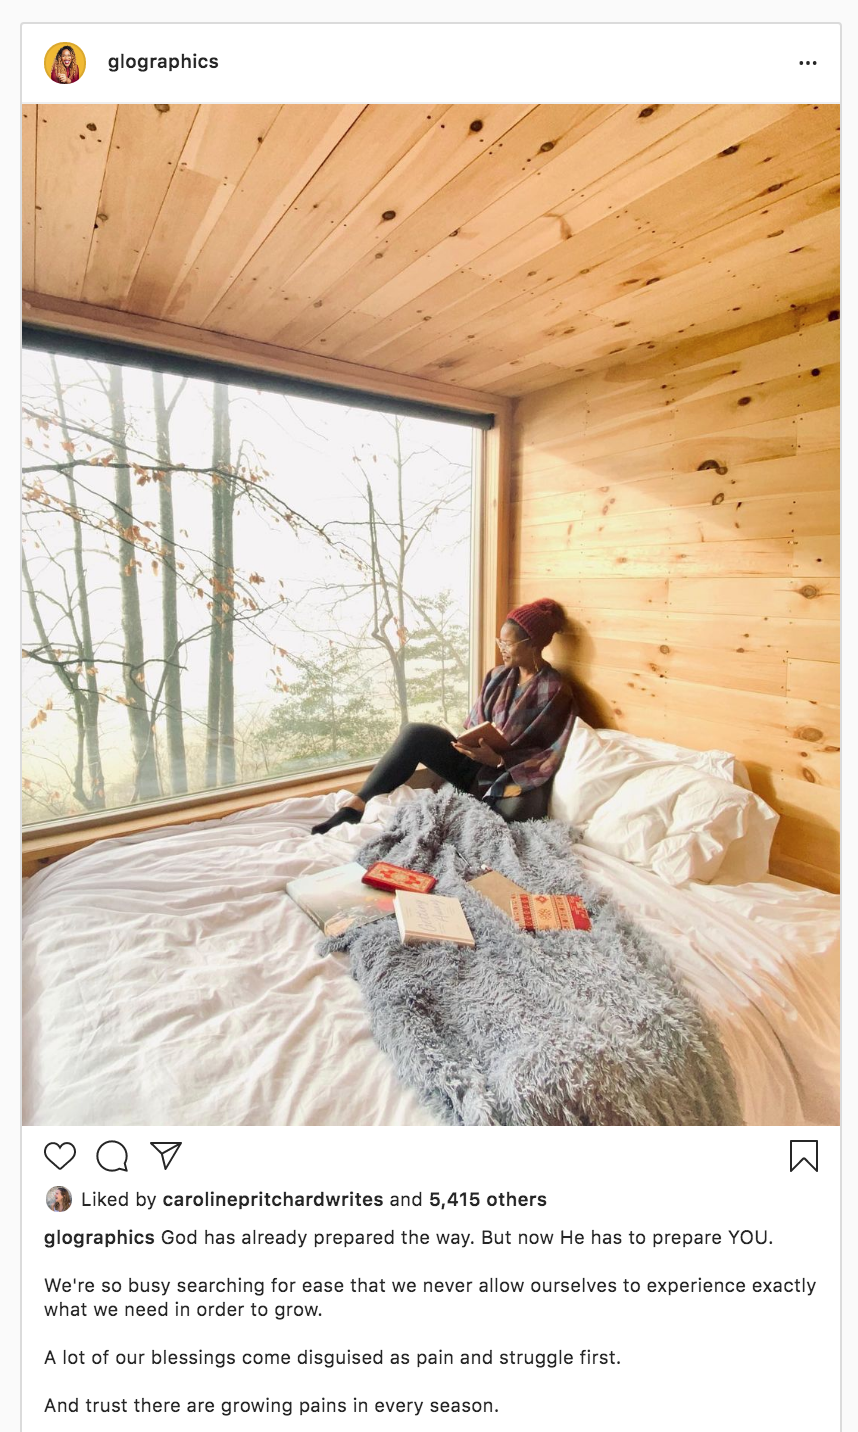 glographics
Liked by carolinepritchardwrites and 5,415 others
glographics God has already prepared the way. But now He has to prepare YOU.
We're so busy searching for ease that we never allow ourselves to experience exactly
what we need in order to grow.
A lot of our blessings come disguised as pain and struggle first.
And trust there are growing pains in every season.